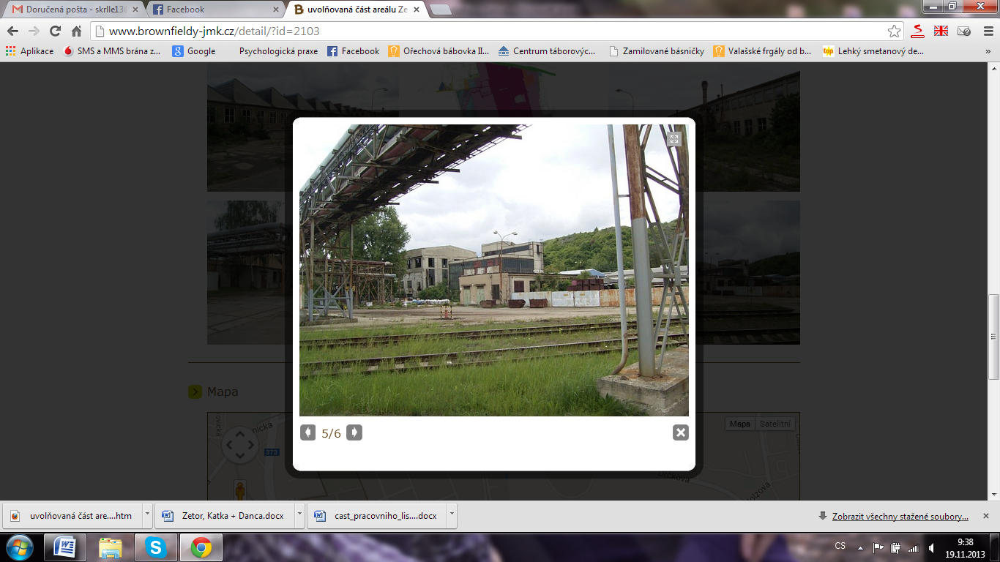 Doručená pošta - skrlle13@
Facebook
uvolňovaná část areálu Ze
www.brownfieldy-jmk.cz/detail/?id=2103
Aplikace
SMS a MMS brána z...
Google
Psychologická praxe
Facebook
Ořechová bábovka II...
Centrum táborovýc...
Zamilované básničky
Valašské frgály od b...
top
Lehký smetanový de...
»
5/6
Mapa
Mapa
Satelitní
373
Drčkova
uvolňovaná část are....htm
Zetor, Katka + Danca.docx
cast_pracovniho_lis....docx
Zobrazit všechny stažené soubory...
CS
9:38
19.11.2013